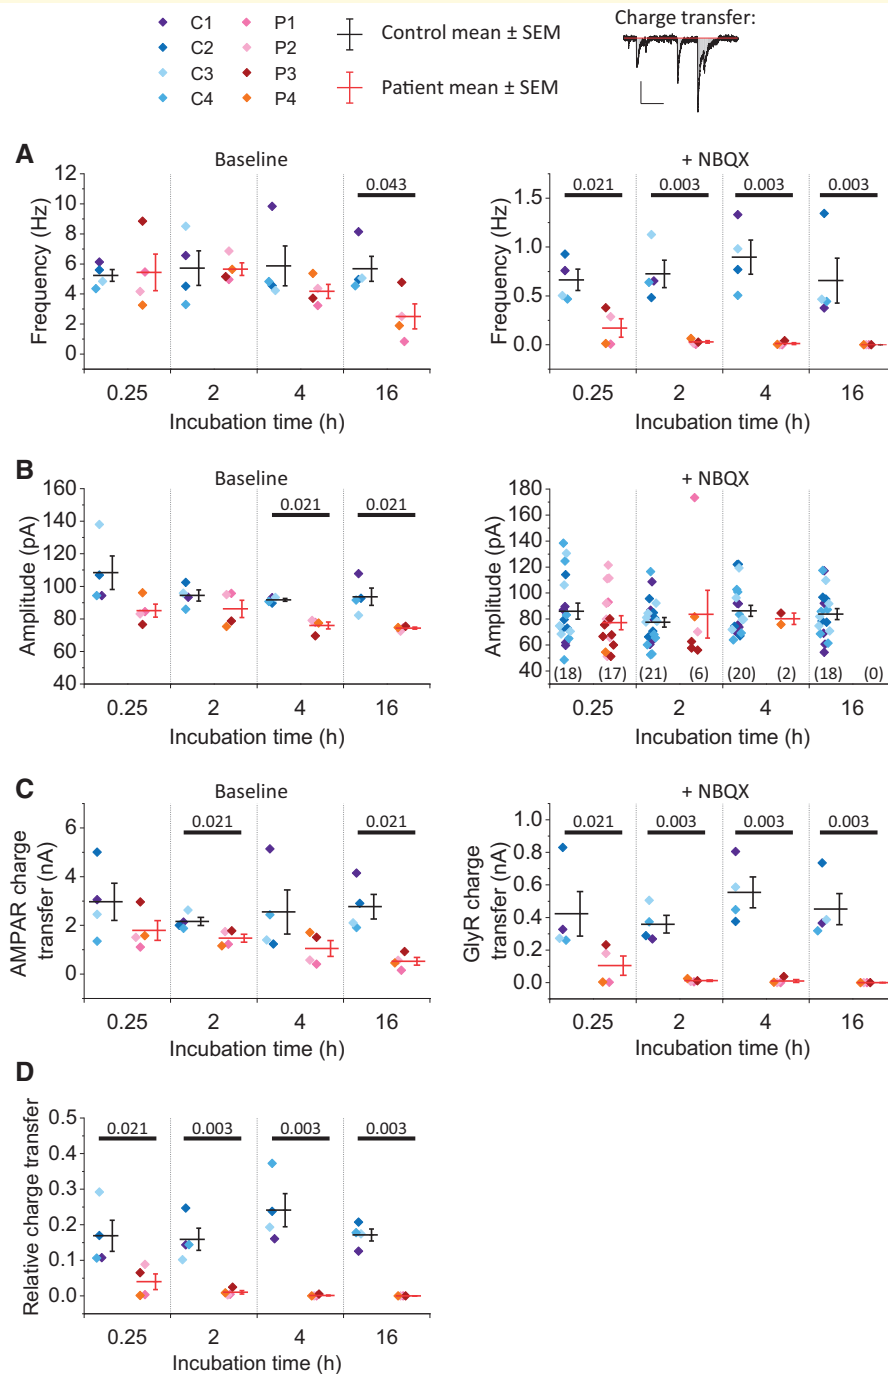 C1 P1 Control mean ± SEM Charge transfer:
C2 P2
C3 P3 Patient mean ± SEM
C4 P4
A
Baseline
Frequency (Hz)
12
10
8
6
4
2
0
0.043
0.25 2 4 16
Incubation time (h)
+ NBQX
Frequency (Hz)
1.5
1.0
0.5
0.0
0.021 0.003 0.003 0.003
0.25 2 4 16
Incubation time (h)
B
Baseline
Amplitude (pA)
160
140
120
100
80
60
40
0.021 0.021
0.25 2 4 16
Incubation time (h)
+ NBQX
Amplitude (pA)
180
160
140
120
100
80
60
40
(18) (17) (21) (6) (20) (2) (18) (0)
0.25 2 4 16
Incubation time (h)
C
Baseline
AMPAR charge
transfer (nA)
6
4
2
0
0.021 0.021
0.25 2 4 16
Incubation time (h)
+ NBQX
GlyR charge
transfer (nA)
1.0
0.8
0.6
0.4
0.2
0.0
0.021 0.003 0.003 0.003
0.25 2 4 16
Incubation time (h)
D
Relative charge transfer
0.5
0.4
0.3
0.2
0.1
0.0
0.021 0.003 0.003 0.003
0.25 2 4 16
Incubation time (h)